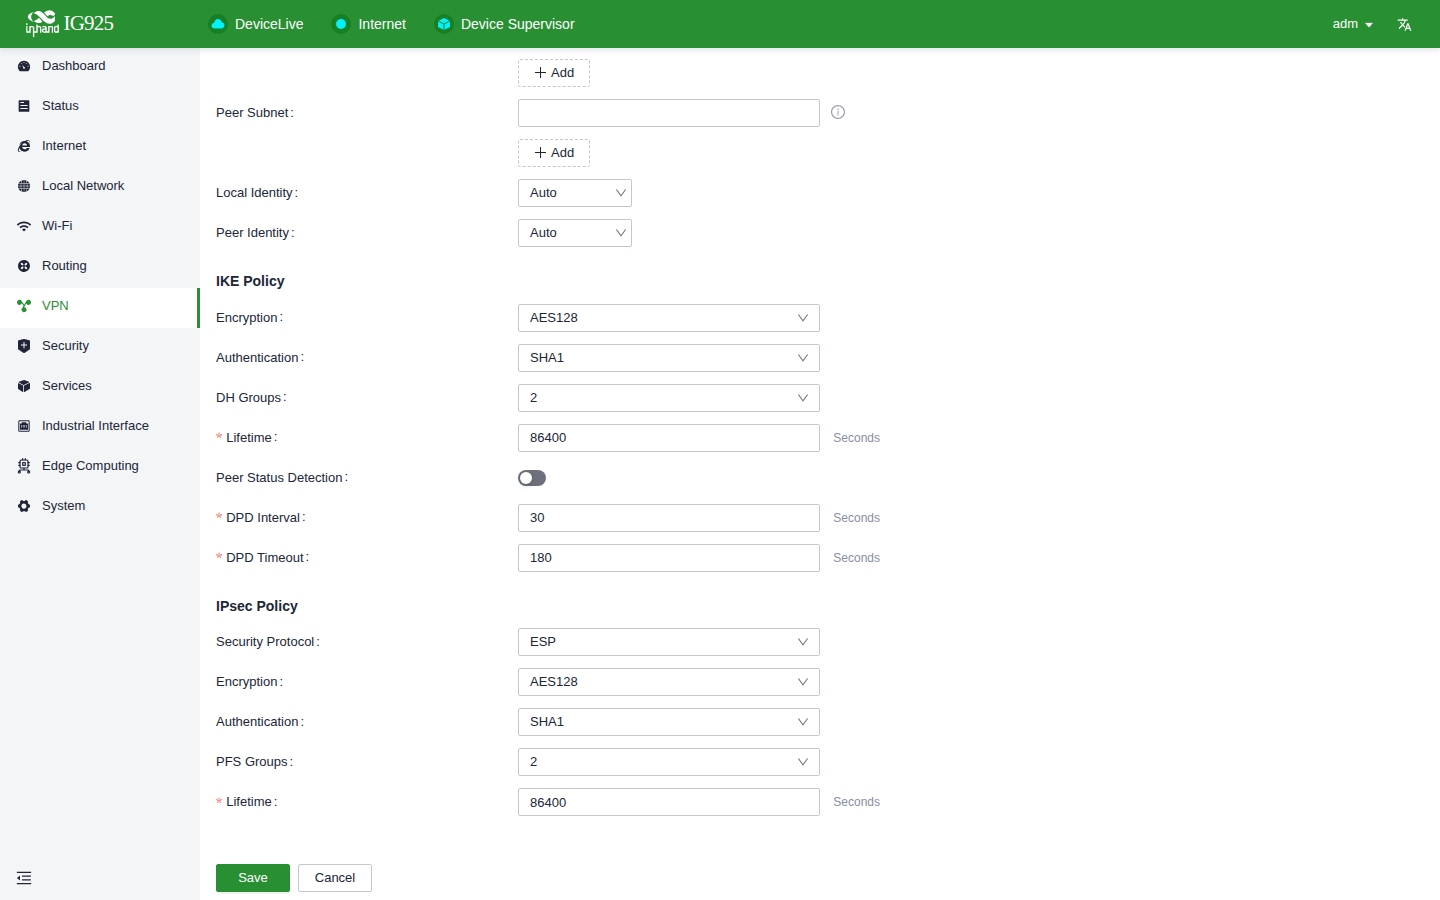 inhand IG925 DeviceLive Internet Device Supervisor adm
Dashboard
Status
Internet
Local Network
Wi-Fi
Routing
VPN
Security
Services
Industrial Interface
Edge Computing
System
Add
Peer Subnet :
Add
Local Identity : Auto
Peer Identity : Auto
IKE Policy
Encryption : AES128
Authentication : SHA1
DH Groups : 2
* Lifetime : 86400 Seconds
Peer Status Detection :
* DPD Interval : 30 Seconds
* DPD Timeout : 180 Seconds
IPsec Policy
Security Protocol : ESP
Encryption : AES128
Authentication : SHA1
PFS Groups : 2
* Lifetime : 86400 Seconds
Save Cancel